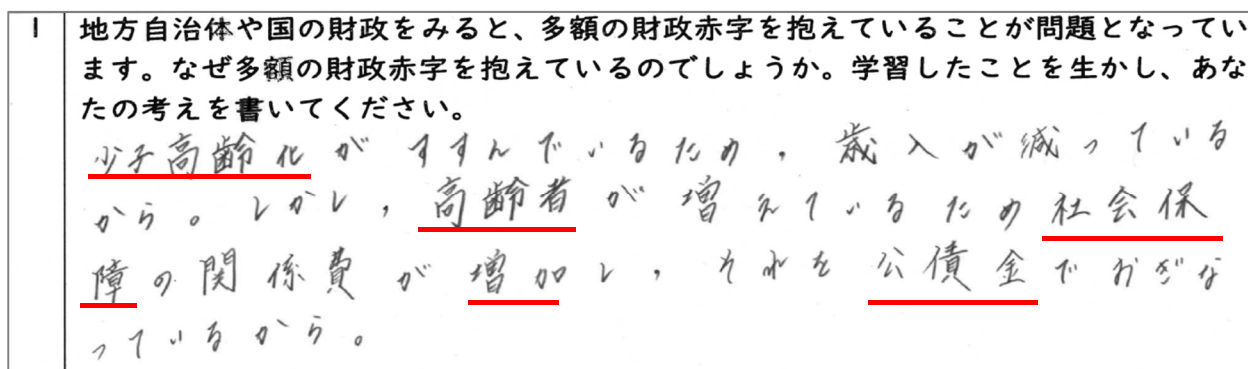 1 地方自治体や国の財政をみると、多額の財政赤字を抱えていることが問題となってい
ます。なぜ多額の財政赤字を抱えているのでしょうか。学習したことを生かし、あな
たの考えを書いてください。
少子高齢化がすすんでいるため、歳入が減っている
から。しかし、高齢者が増えているため社会保
障の関係費が増加し、それを公債金でおぎな
っているから。